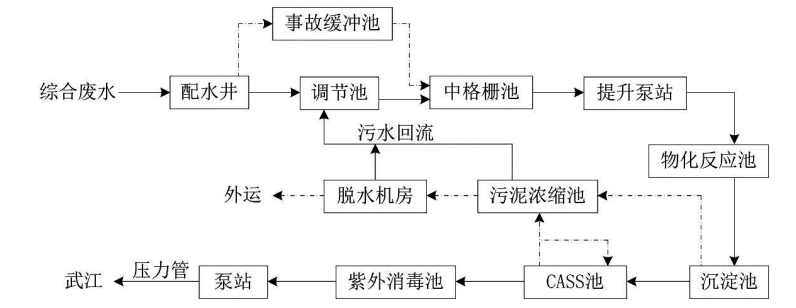 事故缓冲池
综合废水
配水井
调节池
中格栅池
提升泵站
污水回流
物化反应池
外运
脱水机房
污泥浓缩池
武江
压力管
泵站
紫外消毒池
CASS池
沉淀池